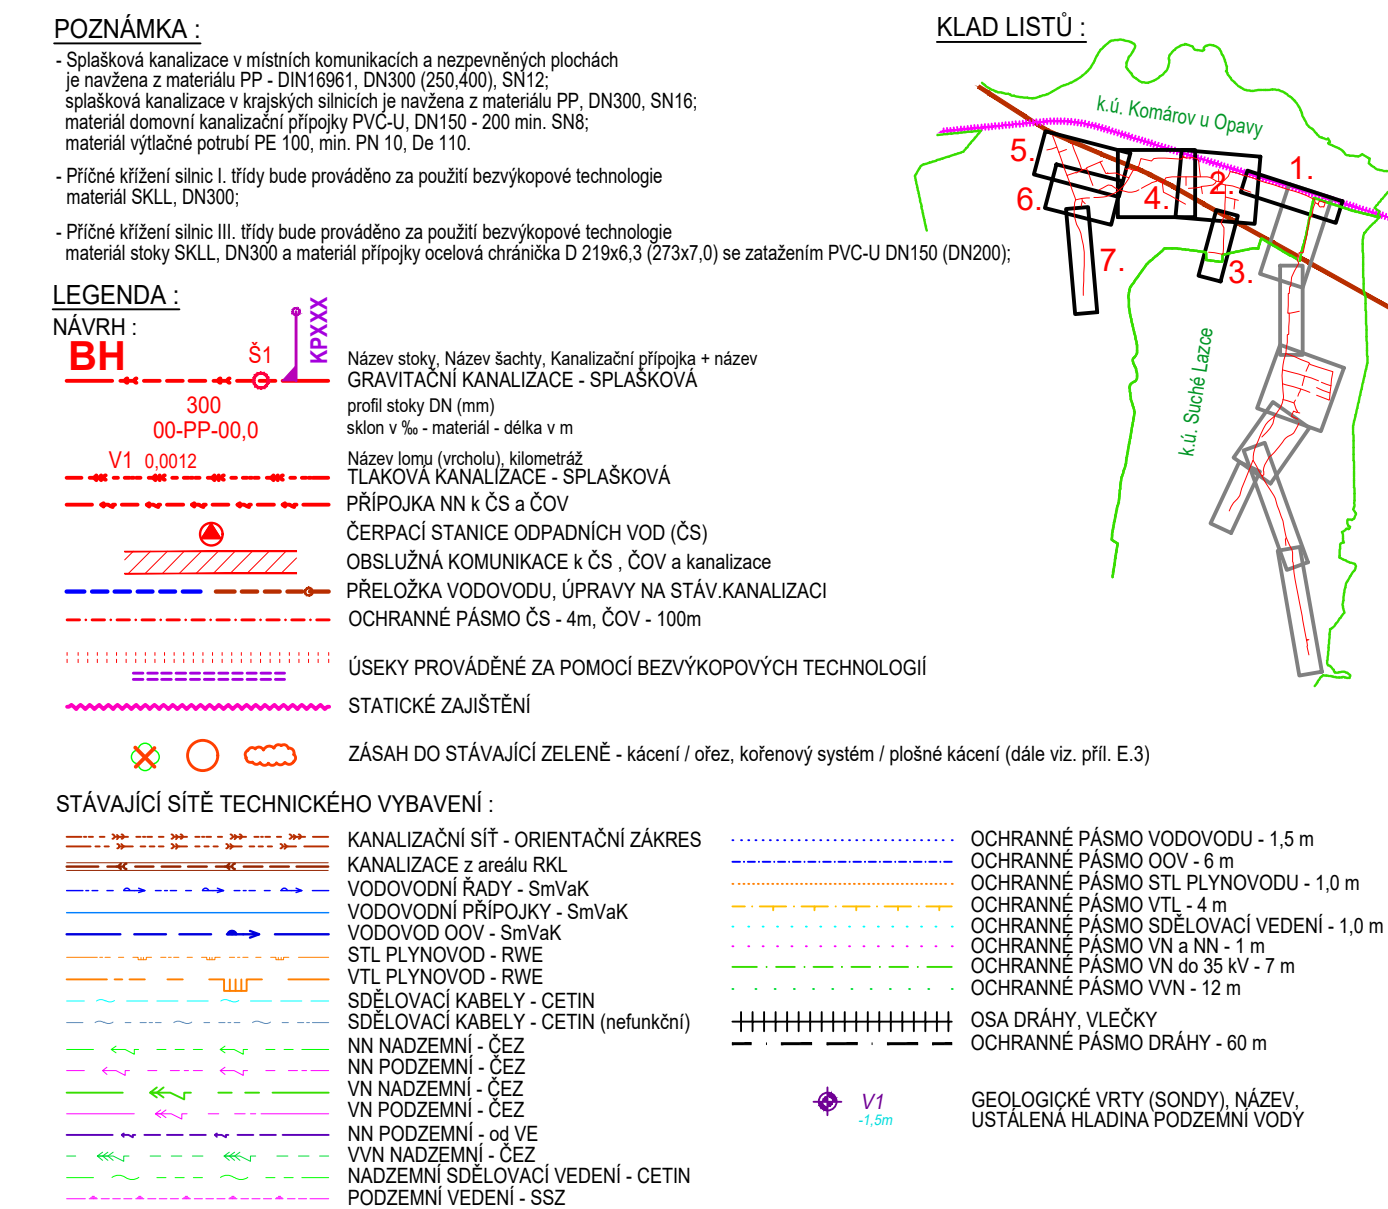 POZNÁMKA :
- Splašková kanalizace v místních komunikacích a nezpevněných plochách
je navžena z materiálu PP - DIN16961, DN300 (250,400), SN12;
splašková kanalizace v krajských silnicích je navžena z materiálu PP, DN300, SN16;
materiál domovní kanalizační přípojky PVC-U, DN150 - 200 min. SN8;
materiál výtlačné potrubí PE 100, min. PN 10, De 110.
- Příčné křížení silnic I. třídy bude prováděno za použití bezvýkopové technologie
materiál SKLL, DN300;
- Příčné křížení silnic III. třídy bude prováděno za použití bezvýkopové technologie
materiál stoky SKLL, DN300 a materiál přípojky ocelová chránička D 219x6,3 (273x7,0) se zatažením PVC-U DN150 (DN200);
KLAD LISTŮ :
k.ú. Komárov u Opavy
5.
6.
4.
2.
1.
7.
3.
k.ú. Suché Lazce
LEGENDA :
NÁVRH :
BH
Š1
KPXXX
Název stoky, Název šachty, Kanalizační přípojka + název
GRAVITAČNÍ KANALIZACE - SPLAŠKOVÁ
300
profil stoky DN (mm)
00-PP-00,0
sklon v ‰ - materiál - délka v m
V1 0,0012
Název lomu (vrcholu), kilometráž
TLAKOVÁ KANALIZACE - SPLAŠKOVÁ
PŘÍPOJKA NN k ČS a ČOV
ČERPACÍ STANICE ODPADNÍCH VOD (ČS)
OBSLUŽNÁ KOMUNIKACE k ČS , ČOV a kanalizace
PŘELOŽKA VODOVODU, ÚPRAVY NA STÁV.KANALIZACI
OCHRANNÉ PÁSMO ČS - 4m, ČOV - 100m
ÚSEKY PROVÁDĚNÉ ZA POMOCÍ BEZVÝKOPOVÝCH TECHNOLOGIÍ
STATICKÉ ZAJIŠTĚNÍ
ZÁSAH DO STÁVAJÍCÍ ZELENĚ - kácení / ořez, kořenový systém / plošné kácení (dále viz. příl. E.3)
STÁVAJÍCÍ SÍTĚ TECHNICKÉHO VYBAVENÍ :
KANALIZAČNÍ SÍŤ - ORIENTAČNÍ ZÁKRES
KANALIZACE z areálu RKL
VODOVODNÍ ŘADY - SmVaK
VODOVODNÍ PŘÍPOJKY - SmVaK
VODOVOD OOV - SmVaK
STL PLYNOVOD - RWE
VTL PLYNOVOD - RWE
SDĚLOVACÍ KABELY - CETIN
SDĚLOVACÍ KABELY - CETIN (nefunkční)
NN NADZEMNÍ - ČEZ
NN PODZEMNÍ - ČEZ
VN NADZEMNÍ - ČEZ
VN PODZEMNÍ - ČEZ
NN PODZEMNÍ - od VE
VVN NADZEMNÍ - ČEZ
NADZEMNÍ SDĚLOVACÍ VEDENÍ - CETIN
PODZEMNÍ VEDENÍ - SSZ
OCHRANNÉ PÁSMO VODOVODU - 1,5 m
OCHRANNÉ PÁSMO OOV - 6 m
OCHRANNÉ PÁSMO STL PLYNOVODU - 1,0 m
OCHRANNÉ PÁSMO VTL - 4 m
OCHRANNÉ PÁSMO SDĚLOVACÍ VEDENÍ - 1,0 m
OCHRANNÉ PÁSMO VN a NN - 1 m
OCHRANNÉ PÁSMO VN do 35 kV - 7 m
OCHRANNÉ PÁSMO VVN - 12 m
OSA DRÁHY, VLEČKY
OCHRANNÉ PÁSMO DRÁHY - 60 m
V1
-1,5m
GEOLOGICKÉ VRTY (SONDY), NÁZEV,
USTÁLENÁ HLADINA PODZEMNÍ VODY